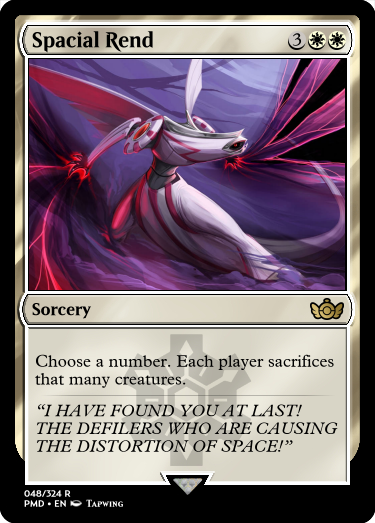 Spacial Rend 3
Sorcery
Choose a number. Each player sacrifices
that many creatures.
“I HAVE FOUND YOU AT LAST!
THE DEFILERS WHO ARE CAUSING
THE DISTORTION OF SPACE!”
048/324 R
PMD • EN TAPWING